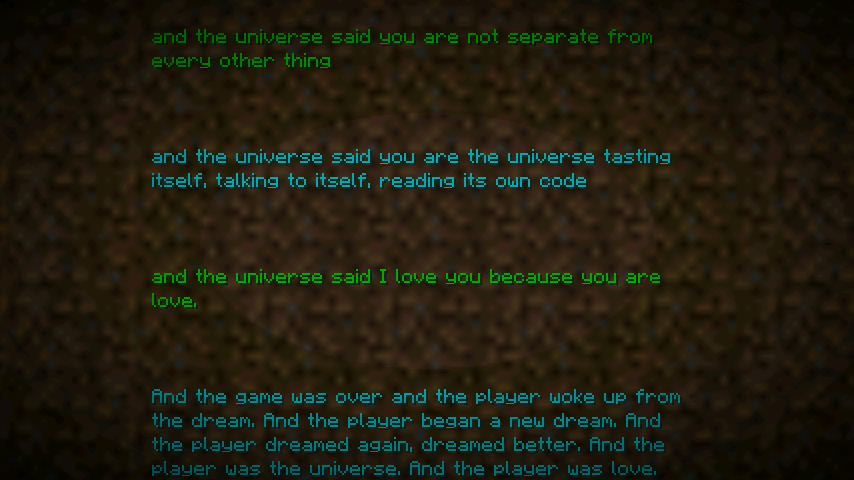 and the universe said you are not separate from
every other thing
and the universe said you are the universe tasting
itself, talking to itself, reading its own code
and the universe said I love you because you are
love.
And the game was over and the player woke up from
the dream. And the player began a new dream. And
the player dreamed again, dreamed better. And the
player was the universe. And the player was love.